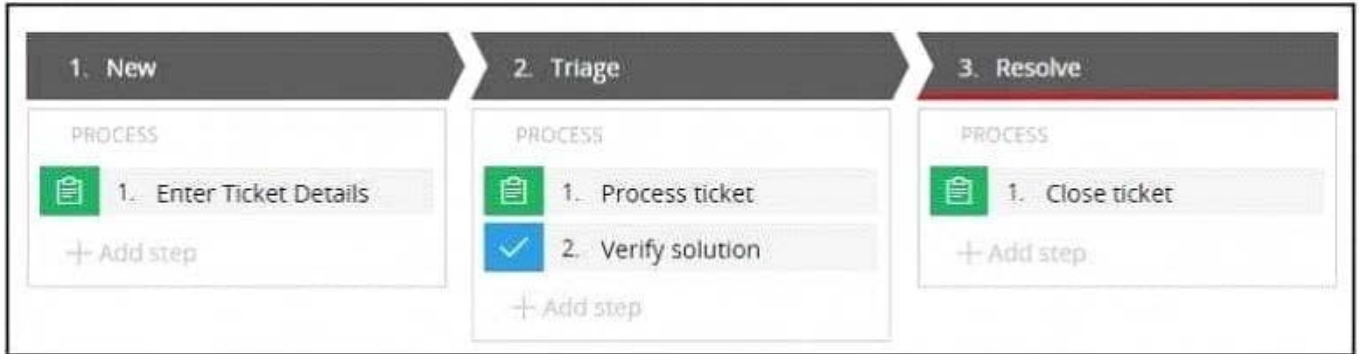 1. New
2. Triage
3. Resolve
PROCESS
1. Enter Ticket Details
+ Add step
PROCESS
1. Process ticket
2. Verify solution
+ Add step
PROCESS
1. Close ticket
+ Add step